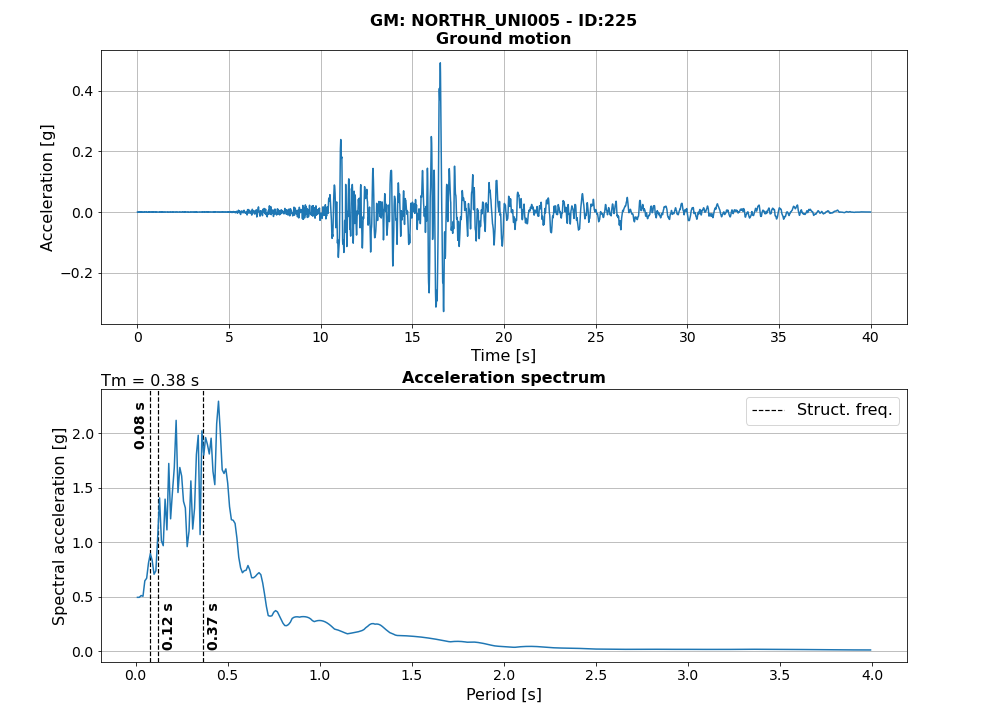 GM: NORTHR_UNI005 - ID:225
Ground motion
Acceleration [g]
0.4
0.2
0.0
−0.2
0 5 10 15 20 25 30 35 40
Time [s]
Tm = 0.38 s
Acceleration spectrum
Struct. freq.
Spectral acceleration [g]
2.0
1.5
1.0
0.5
0.0
0.08 s
0.12 s
0.37 s
0.0 0.5 1.0 1.5 2.0 2.5 3.0 3.5 4.0
Period [s]